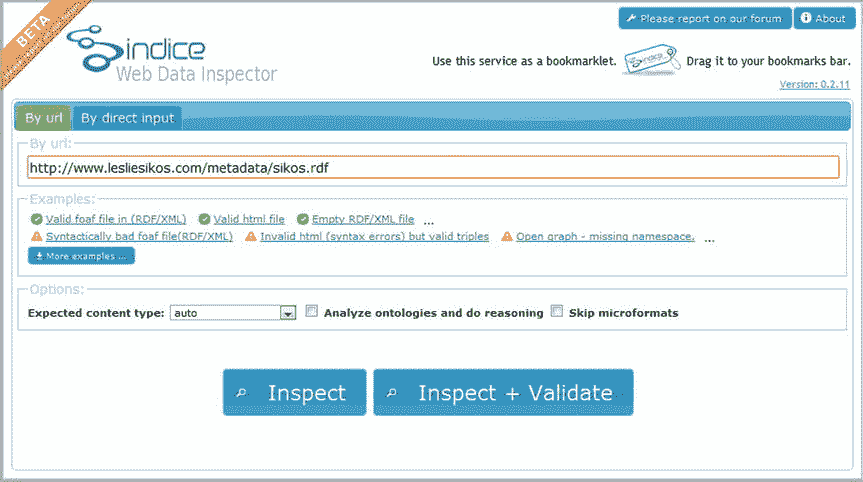 BETA
Please report on our forum
About
Sindice
Web Data Inspector
Use this service as a bookmarklet.
Sindice
Drag it to your bookmarks bar.
Version: 0.2.11
By url
By direct input
By url:
http://www.lesliesikos.com/metadata/sikos.rdf
Examples:
Valid foaf file in (RDF/XML) Valid html file Empty RDF/XML file ...
Syntactically bad foaf file(RDF/XML) Invalid html (syntax errors) but valid triples Open graph - missing namespace. ...
More examples ...
Options:
Expected content type: auto Analyze ontologies and do reasoning Skip microformats
Inspect
Inspect + Validate